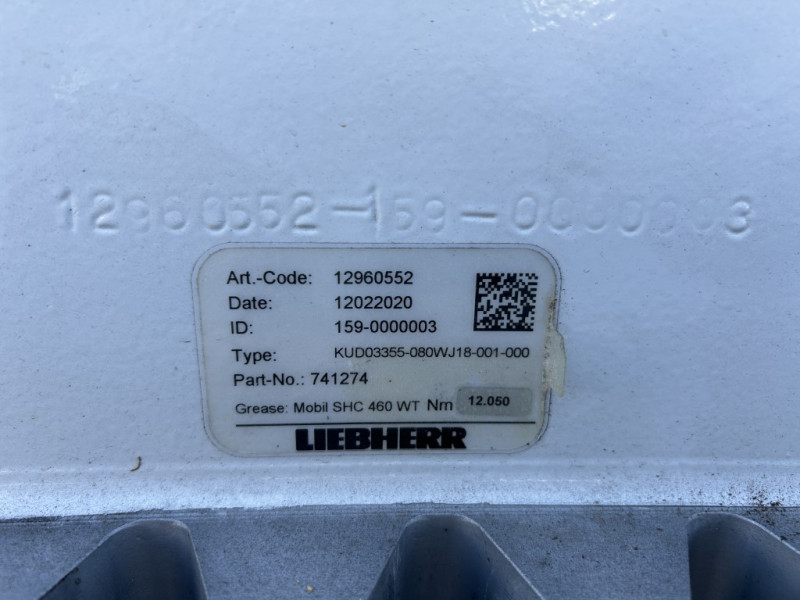 12960552-159-0000003
Art.-Code: 12960552
Date: 12022020
ID: 159-0000003
Type: KUD03355-080WJ18-001-000
Part-No.: 741274
Grease: Mobil SHC 460 WT Nrn 12.050
LIEBHERR